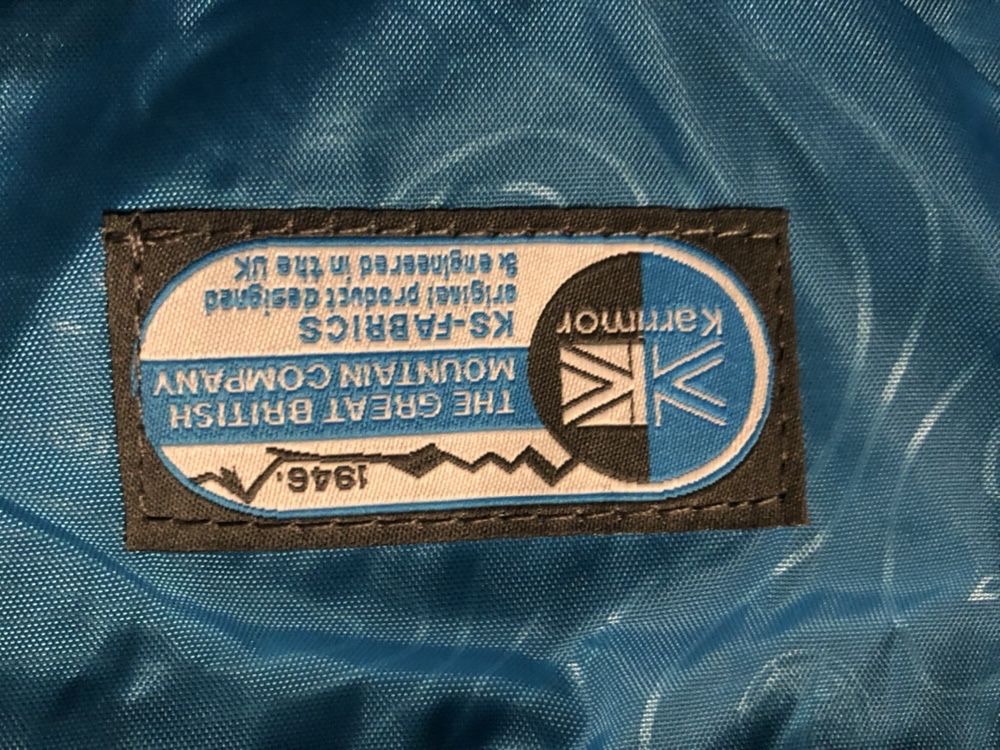 1946.
THE GREAT BRITISH
MOUNTAIN COMPANY
KS-FABRICS
original product designed
& engineered in the UK
Karrimor